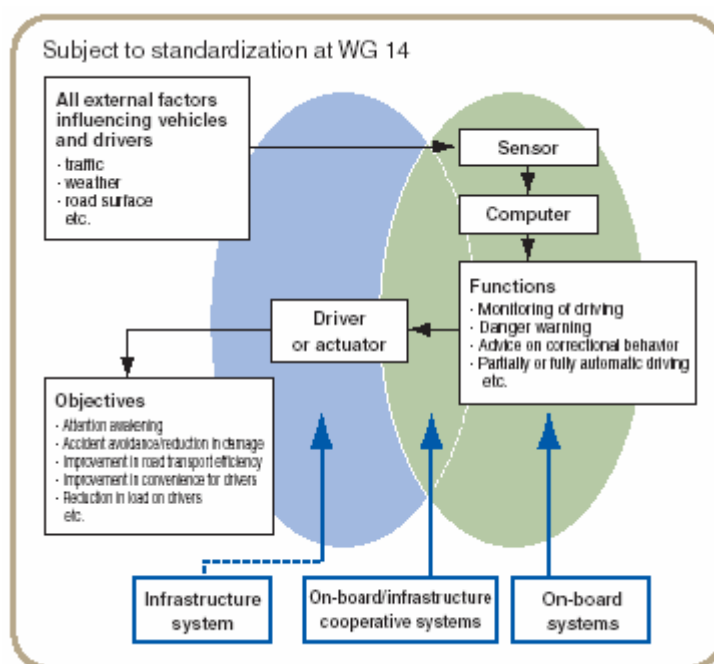 Subject to standardization at WG 14
All external factors
influencing vehicles
and drivers
· traffic
· weather
· road surface
etc.
Sensor
Computer
Functions
· Monitoring of driving
· Danger warning
· Advice on correctional behavior
· Partially or fully automatic driving
etc.
Driver
or actuator
Objectives
· Attention awakening
· Accident avoidance/reduction in damage
· Improvement in road transport efficiency
· Improvement in convenience for drivers
· Reduction in load on drivers
etc.
Infrastructure
system
On-board/infrastructure
cooperative systems
On-board
systems